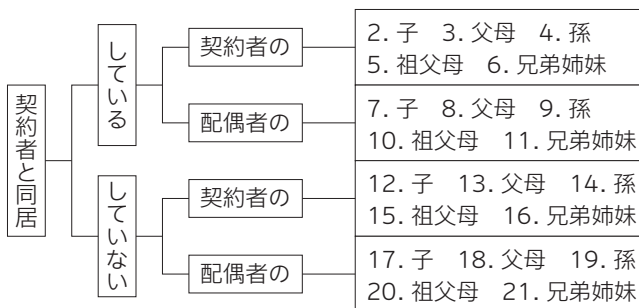 契約者と同居
している
契約者の
2. 子　3. 父母　4. 孫
5. 祖父母　6. 兄弟姉妹
配偶者の
7. 子　8. 父母　9. 孫
10. 祖父母　11. 兄弟姉妹
していない
契約者の
12. 子　13. 父母　14. 孫
15. 祖父母　16. 兄弟姉妹
配偶者の
17. 子　18. 父母　19. 孫
20. 祖父母　21. 兄弟姉妹